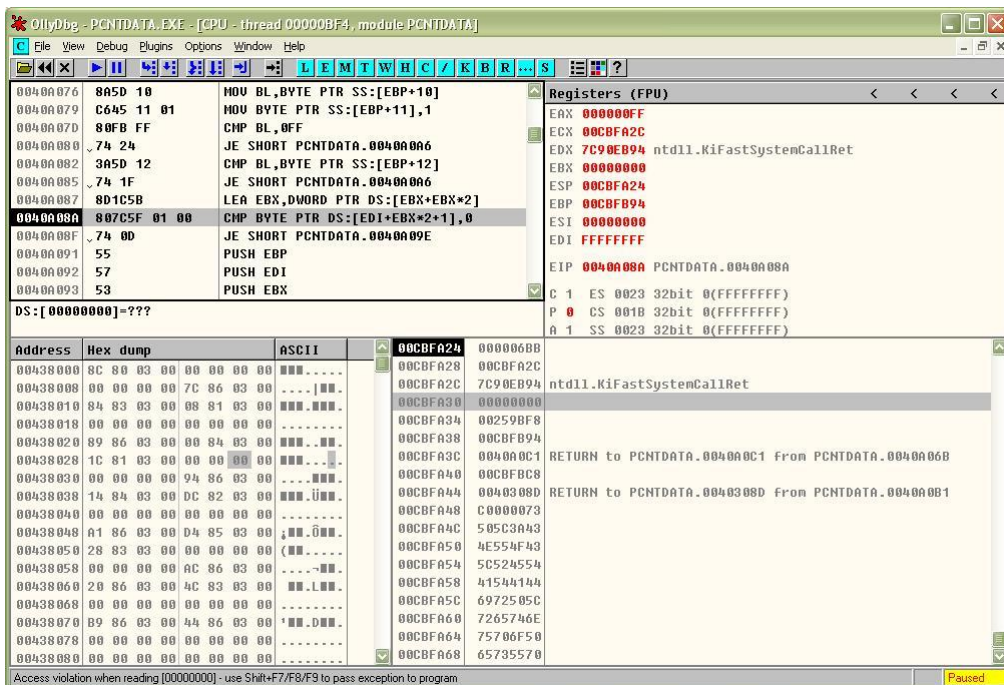 OllyDbg - PCNTDATA.EXE - [CPU - thread 00000BF4, module PCNTDATA]
C File View Debug Plugins Options Window Help
L E M T W H C / K B R ... S ?
0040A076 8A5D 10 MOV BL,BYTE PTR SS:[EBP+10]
0040A079 C645 11 01 MOV BYTE PTR SS:[EBP+11],1
0040A07D 80FB FF CMP BL,0FF
0040A080 74 24 JE SHORT PCNTDATA.0040A0A6
0040A082 3A5D 12 CMP BL,BYTE PTR SS:[EBP+12]
0040A085 74 1F JE SHORT PCNTDATA.0040A0A6
0040A087 8D1C5B LEA EBX,DWORD PTR DS:[EBX+EBX*2]
0040A08A 807C5F 01 00 CMP BYTE PTR DS:[EDI+EBX*2+1],0
0040A08F 74 0D JE SHORT PCNTDATA.0040A09E
0040A091 55 PUSH EBP
0040A092 57 PUSH EDI
0040A093 53 PUSH EBX
DS:[00000000]=???
Registers (FPU) < < < <
EAX 000000FF
ECX 00CBFA2C
EDX 7C90EB94 ntdll.KiFastSystemCallRet
EBX 00000000
ESP 00CBFA24
EBP 00CBFB94
ESI 00000000
EDI FFFFFFFF
EIP 0040A08A PCNTDATA.0040A08A
C 1 ES 0023 32bit 0(FFFFFFFF)
P 0 CS 001B 32bit 0(FFFFFFFF)
A 1 SS 0023 32bit 0(FFFFFFFF)
Address Hex dump ASCII
00438000 8C 80 03 00 00 00 00 00 .....
00438008 00 00 00 00 7C 86 03 00 ....|.
00438010 84 83 03 00 08 81 03 00 . .
00438018 00 00 00 00 00 00 00 00 ........
00438020 89 86 03 00 00 84 03 00 .. .
00438028 1C 81 03 00 00 00 00 00 .....
00438030 00 00 00 00 94 86 03 00 .... .
00438038 14 84 03 00 DC 82 03 00 .Ü .
00438040 00 00 00 00 00 00 00 00 ........
00438048 A1 86 03 00 D4 85 03 00 ¡ .Ô .
00438050 28 83 03 00 00 00 00 00 ( .....
00438058 00 00 00 00 AC 86 03 00 ....¬ .
00438060 20 86 03 00 4C 83 03 00 .L .
00438068 00 00 00 00 00 00 00 00 ........
00438070 B9 86 03 00 44 86 03 00 ¹ .D .
00438078 00 00 00 00 00 00 00 00 ........
00438080 00 00 00 00 00 00 00 00 ........
00CBFA24 000006BB
00CBFA28 00CBFA2C
00CBFA2C 7C90EB94 ntdll.KiFastSystemCallRet
00CBFA30 00000000
00CBFA34 00259BF8
00CBFA38 00CBFB94
00CBFA3C 0040A0C1 RETURN to PCNTDATA.0040A0C1 from PCNTDATA.0040A06B
00CBFA40 00CBFBC8
00CBFA44 0040308D RETURN to PCNTDATA.0040308D from PCNTDATA.0040A0B1
00CBFA48 C0000073
00CBFA4C 505C3A43
00CBFA50 4E554F43
00CBFA54 5C524554
00CBFA58 41544144
00CBFA5C 6972505C
00CBFA60 7265746E
00CBFA64 75706F50
00CBFA68 65735570
Access violation when reading [00000000] - use Shift+F7/F8/F9 to pass exception to program
Paused